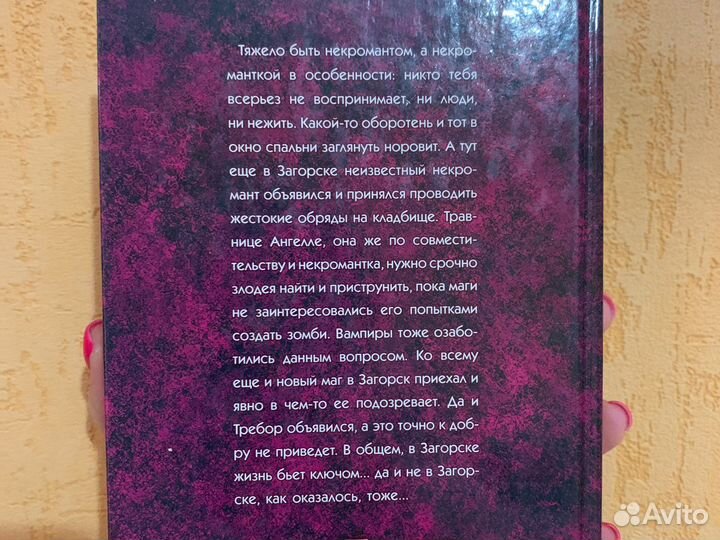 Тяжело быть некромантом, а некро-
манткой в особенности: никто тебя
всерьез не воспринимает, ни люди,
ни нежить. Какой-то оборотень и тот в
окно спальни заглянуть норовит. А тут
еще в Загорске неизвестный некро-
мант объявился и принялся проводить
жестокие обряды на кладбище. Трав-
нице Ангелле, она же по совмести-
тельству и некромантка, нужно срочно
злодея найти и приструнить, пока маги
не заинтересовались его попытками
создать зомби. Вампиры тоже озабо-
тились данным вопросом. Ко всему
еще и новый маг в Загорск приехал и
явно в чем-то ее подозревает. Да и
Требор объявился, а это точно к доб-
ру не приведет. В общем, в Загорске
жизнь бьет ключом... да и не в Загор-
ске, как оказалось, тоже...
Avito